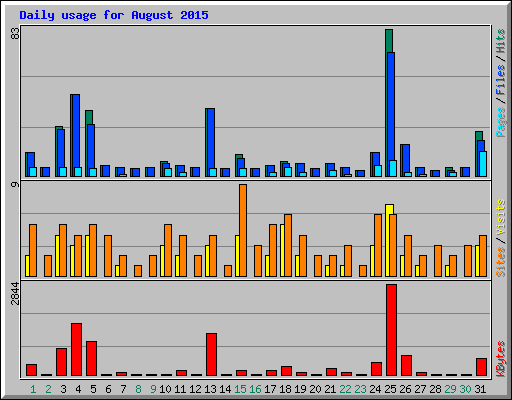 Daily usage for August 2015
83
Pages / Files / Hits
9
Sites / Visits
2844
KBytes
1 2 3 4 5 6 7 8 9 10 11 12 13 14 15 16 17 18 19 20 21 22 23 24 25 26 27 28 29 30 31